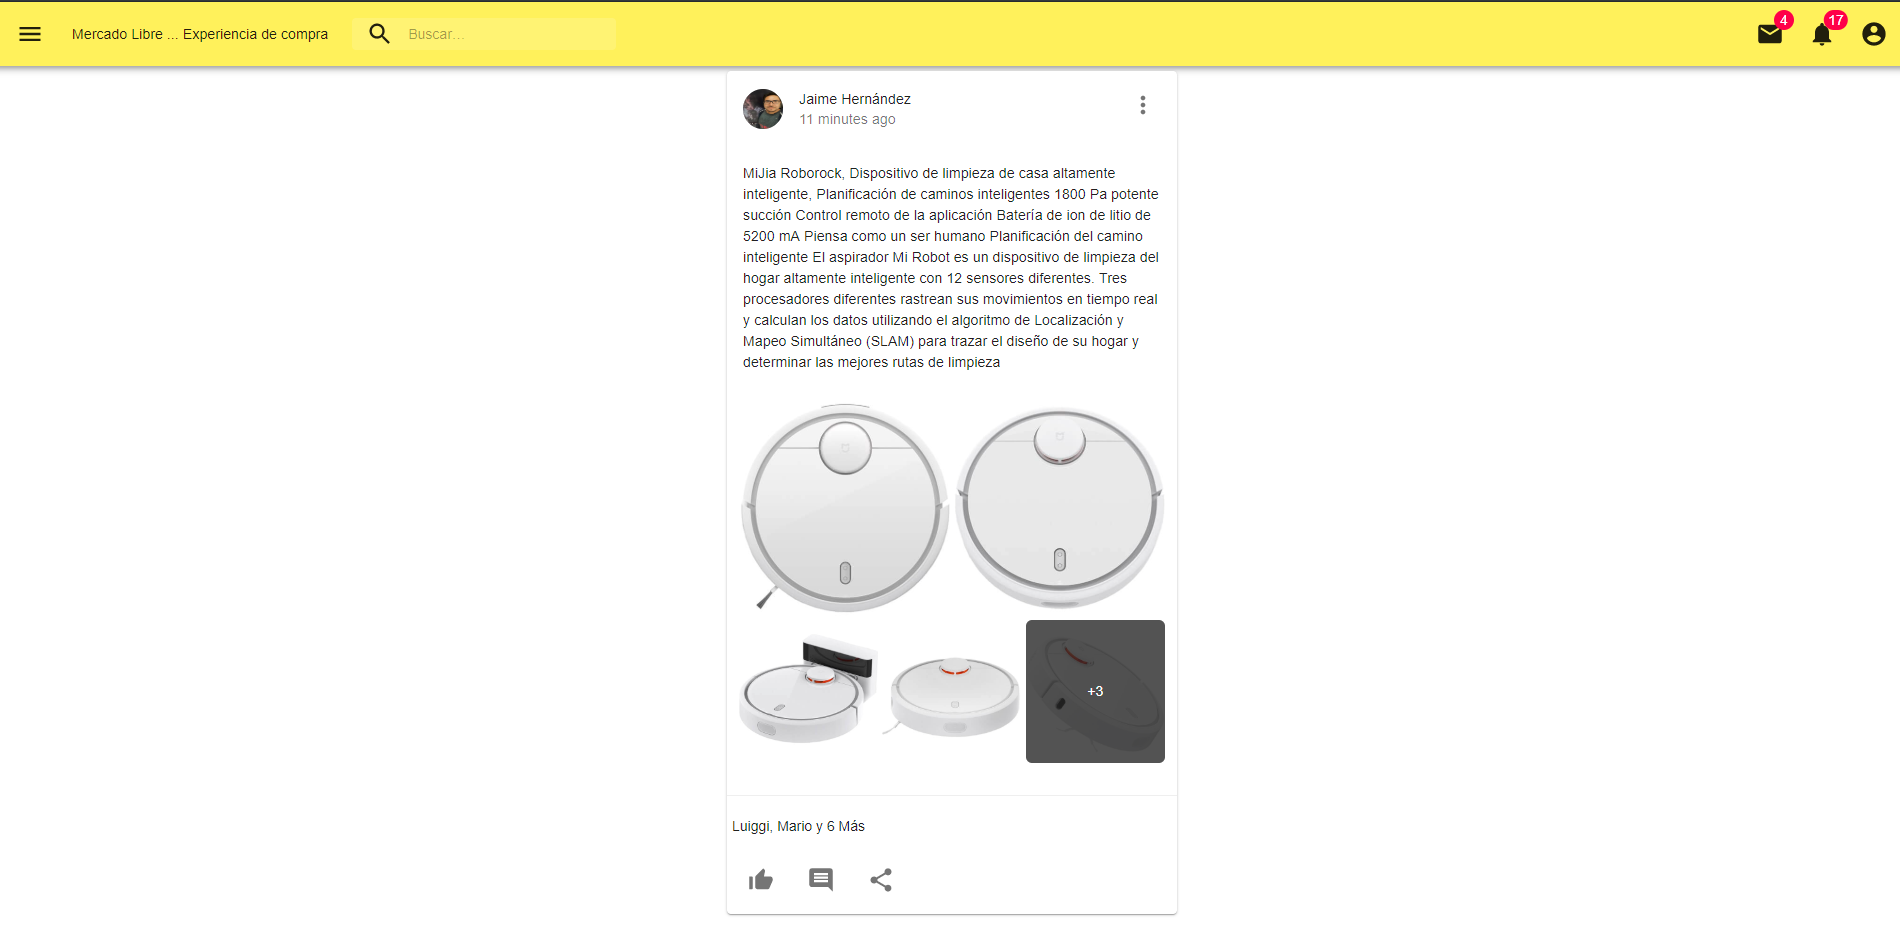 Mercado Libre ... Experiencia de compra
Buscar...
4
17
Jaime Hernández
11 minutes ago
MiJia Roborock, Dispositivo de limpieza de casa altamente
inteligente, Planificación de caminos inteligentes 1800 Pa potente
succión Control remoto de la aplicación Batería de ion de litio de
5200 mA Piensa como un ser humano Planificación del camino
inteligente El aspirador Mi Robot es un dispositivo de limpieza del
hogar altamente inteligente con 12 sensores diferentes. Tres
procesadores diferentes rastrean sus movimientos en tiempo real
y calculan los datos utilizando el algoritmo de Localización y
Mapeo Simultáneo (SLAM) para trazar el diseño de su hogar y
determinar las mejores rutas de limpieza
+3
Luiggi, Mario y 6 Más